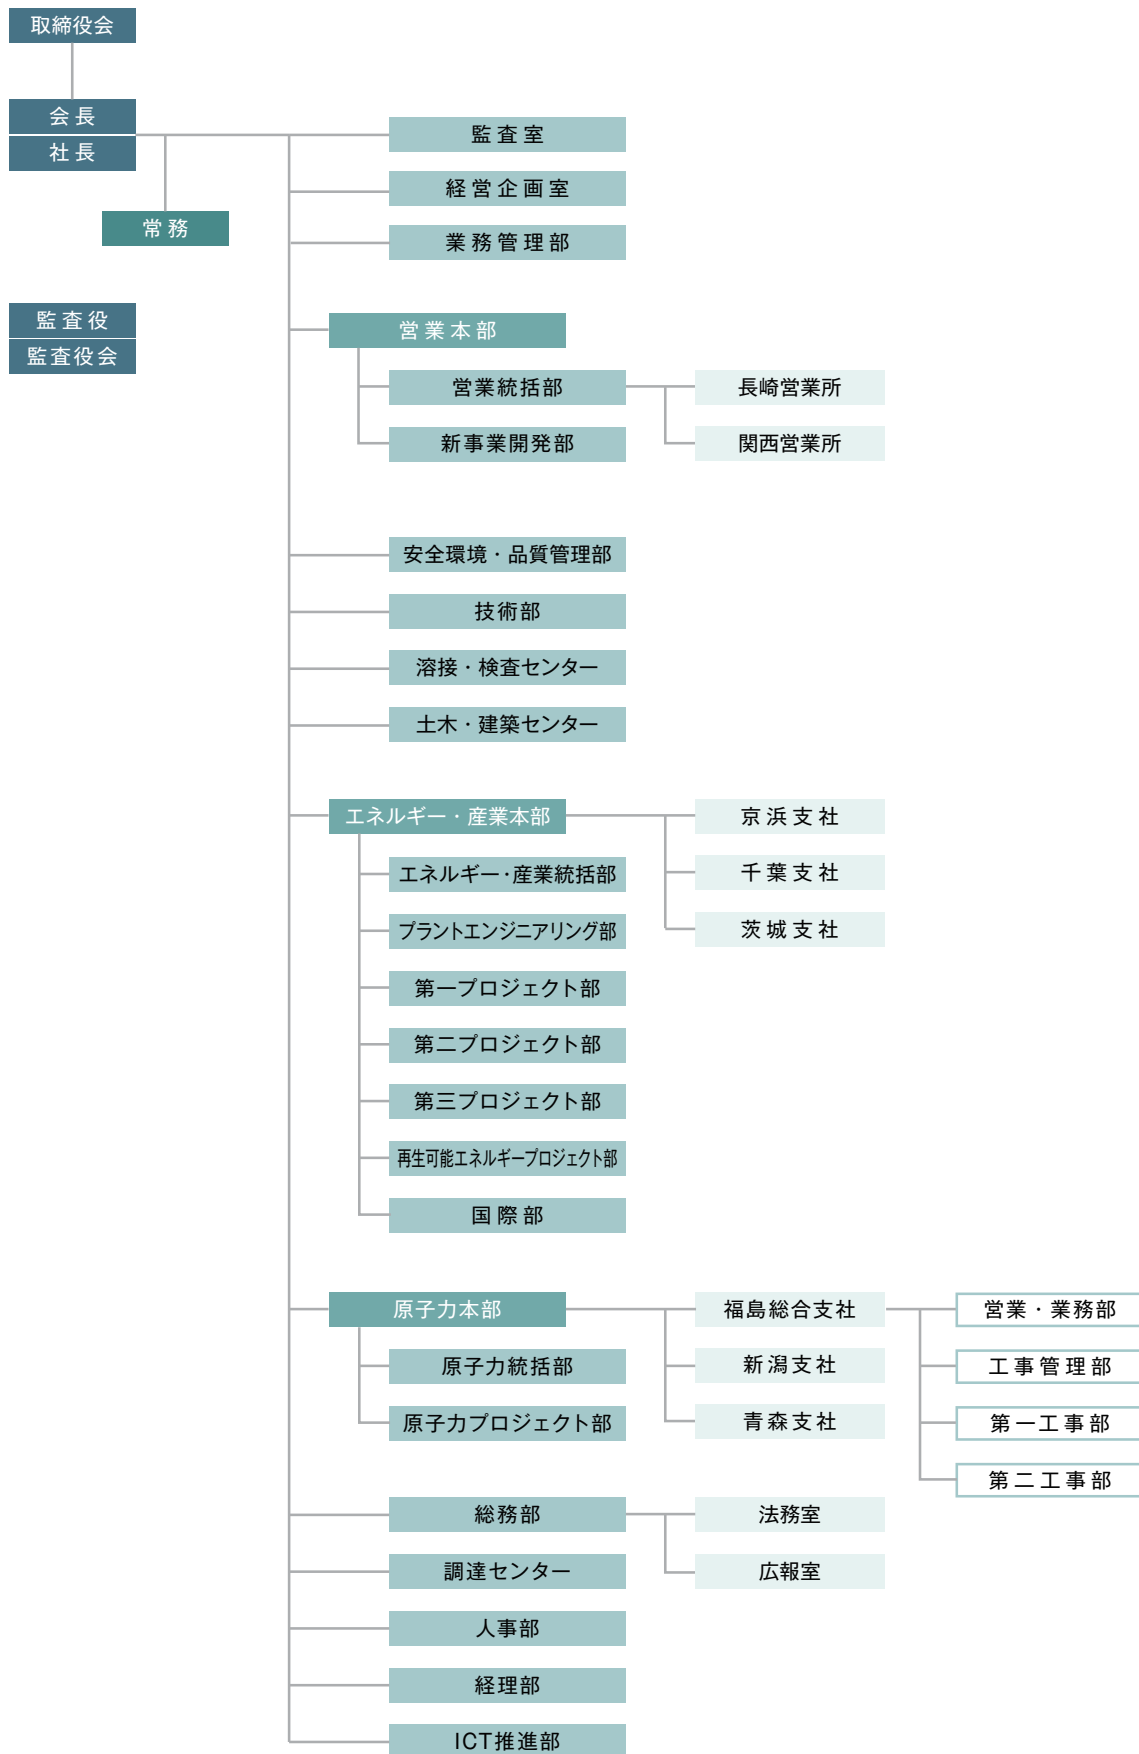 取締役会
会長
社長
常務
監査役
監査役会
監査室
経営企画室
業務管理部
営業本部
営業統括部
長崎営業所
新事業開発部
関西営業所
安全環境・品質管理部
技術部
溶接・検査センター
土木・建築センター
エネルギー・産業本部
京浜支社
エネルギー・産業統括部
千葉支社
プラントエンジニアリング部
茨城支社
第一プロジェクト部
第二プロジェクト部
第三プロジェクト部
再生可能エネルギープロジェクト部
国際部
原子力本部
福島総合支社
営業・業務部
原子力統括部
新潟支社
工事管理部
原子力プロジェクト部
青森支社
第一工事部
第二工事部
総務部
法務室
調達センター
広報室
人事部
経理部
ICT推進部